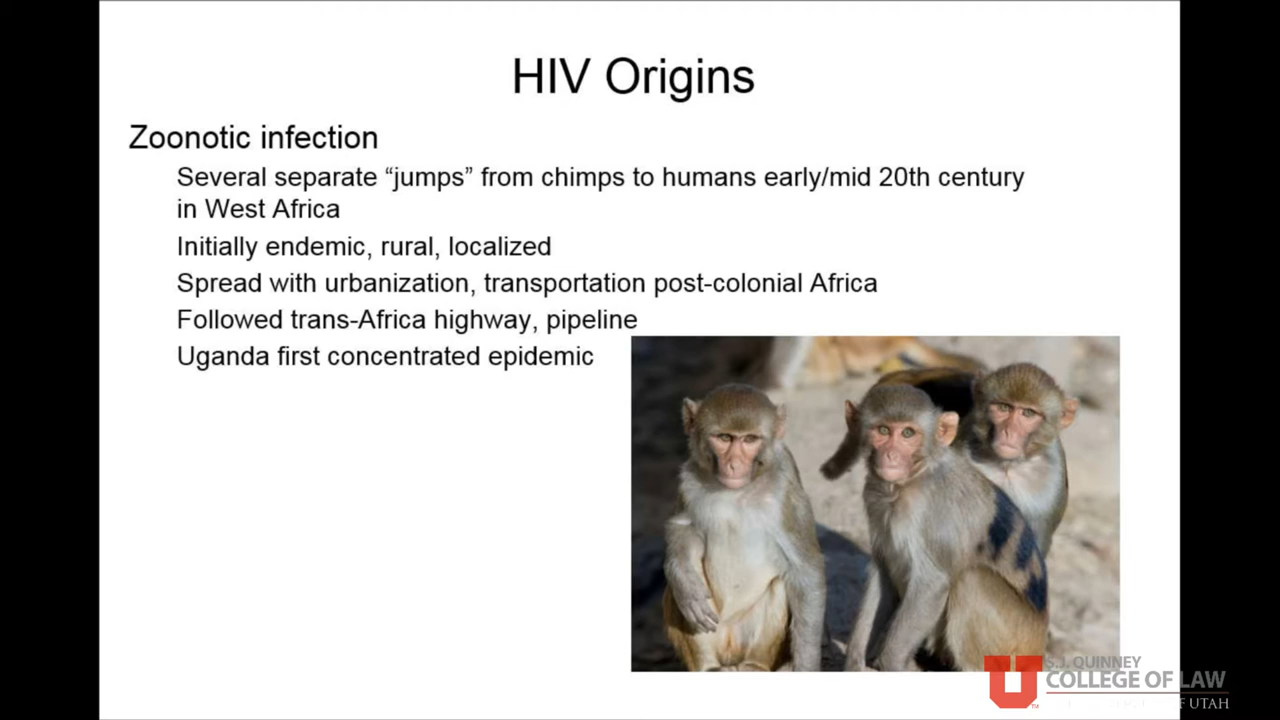 HIV Origins
Zoonotic infection
Several separate “jumps” from chimps to humans early/mid 20th century
in West Africa
Initially endemic, rural, localized
Spread with urbanization, transportation post-colonial Africa
Followed trans-Africa highway, pipeline
Uganda first concentrated epidemic
S.J. QUINNEY
COLLEGE OF LAW
OF UTAH